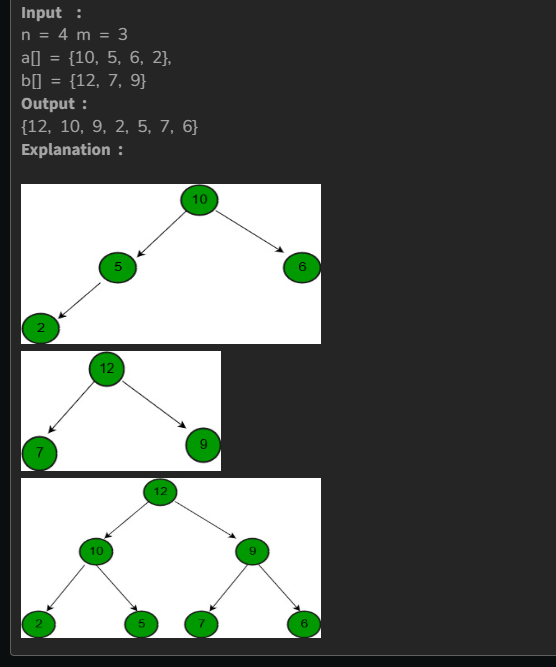 Input :
n = 4 m = 3
a[] = {10, 5, 6, 2},
b[] = {12, 7, 9}
Output :
{12, 10, 9, 2, 5, 7, 6}
Explanation :
10
5
6
2
12
7
9
12
10
9
2
5
7
6